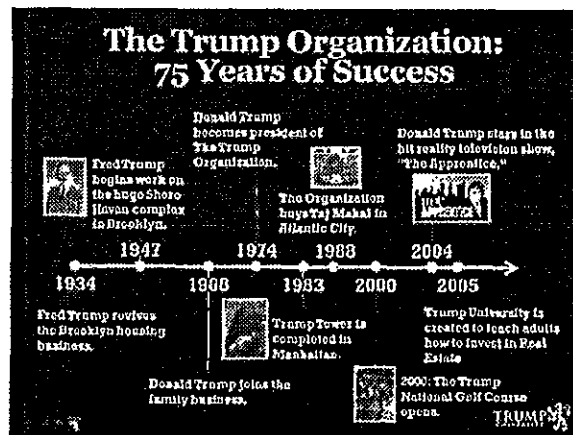 The Trump Organization:
75 Years of Success
Donald Trump
becomes president of
The Trump
Organization.
Donald Trump stars in the
hit reality television show,
"The Apprentice."
Fred Trump
begins work on
the huge Shore
Haven complex
in Brooklyn.
The Organization
buys Taj Mahal in
Atlantic City.
1947
1974
1988
2004
1934
1968
1983
2000
2005
Fred Trump revives
the Brooklyn housing
business.
Trump Tower is
completed in
Manhattan.
Trump University is
created to teach adults
how to invest in Real
Estate
Donald Trump joins the
family business.
2000: The Trump
National Golf Course
opens.
TRUMP